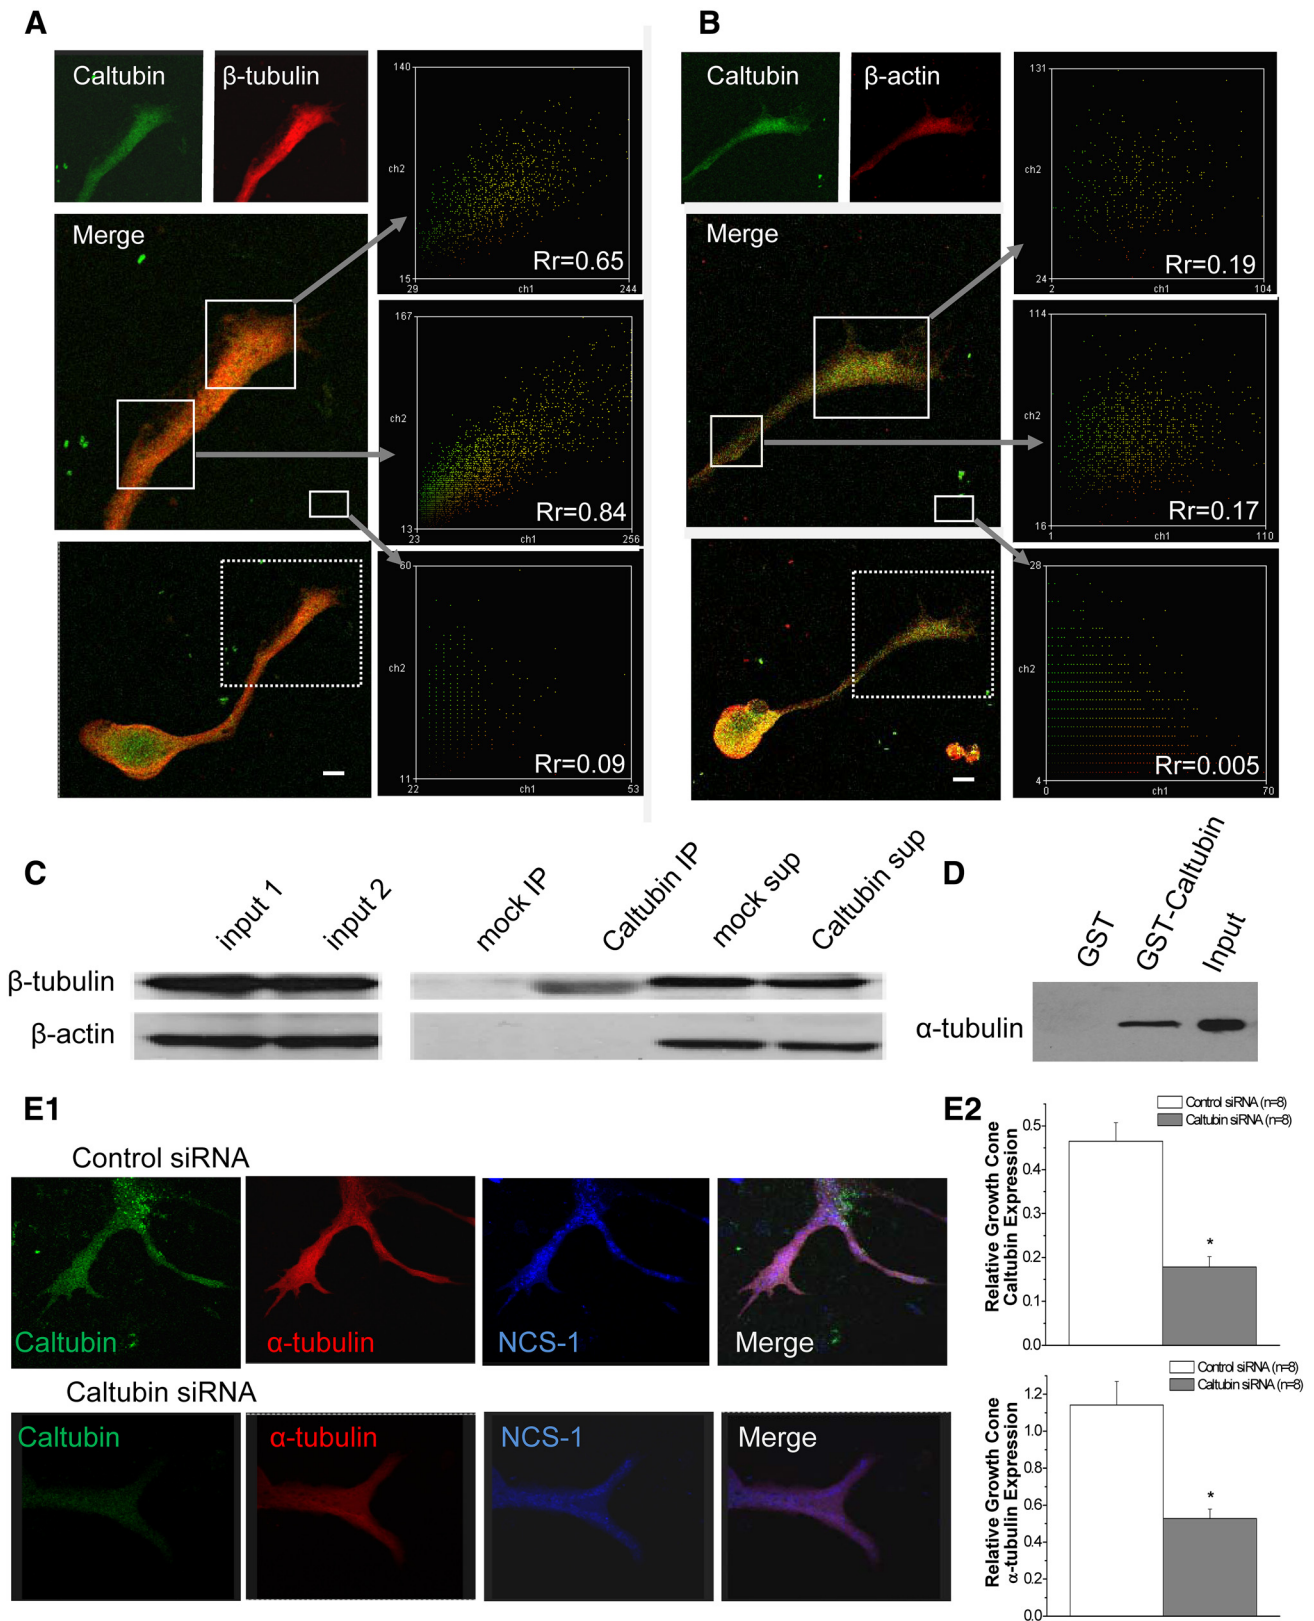 A
B
Caltubin
β-tubulin
140
ch2
Rr=0.65
15
29
ch1
244
Merge
167
ch2
Rr=0.84
13
23
ch1
256
60
ch2
Rr=0.09
11
22
ch1
53
Caltubin
β-actin
131
ch2
Rr=0.19
24
2
ch1
104
Merge
114
ch2
Rr=0.17
16
1
ch1
110
28
ch2
Rr=0.005
4
0
ch1
70
C
input 1
input 2
mock IP
Caltubin IP
mock sup
Caltubin sup
β-tubulin
β-actin
D
GST
GST-Caltubin
Input
α-tubulin
E1
Control siRNA
Caltubin
α-tubulin
NCS-1
Merge
Caltubin siRNA
Caltubin
α-tubulin
NCS-1
Merge
E2
Control siRNA (n=8)
Caltubin siRNA (n=8)
Relative Growth Cone
Caltubin Expression
0.5
0.4
0.3
0.2
0.1
0.0
*
Control siRNA (n=8)
Caltubin siRNA (n=8)
Relative Growth Cone
α-tubulin Expression
1.2
1.0
0.8
0.6
0.4
0.2
0.0
*